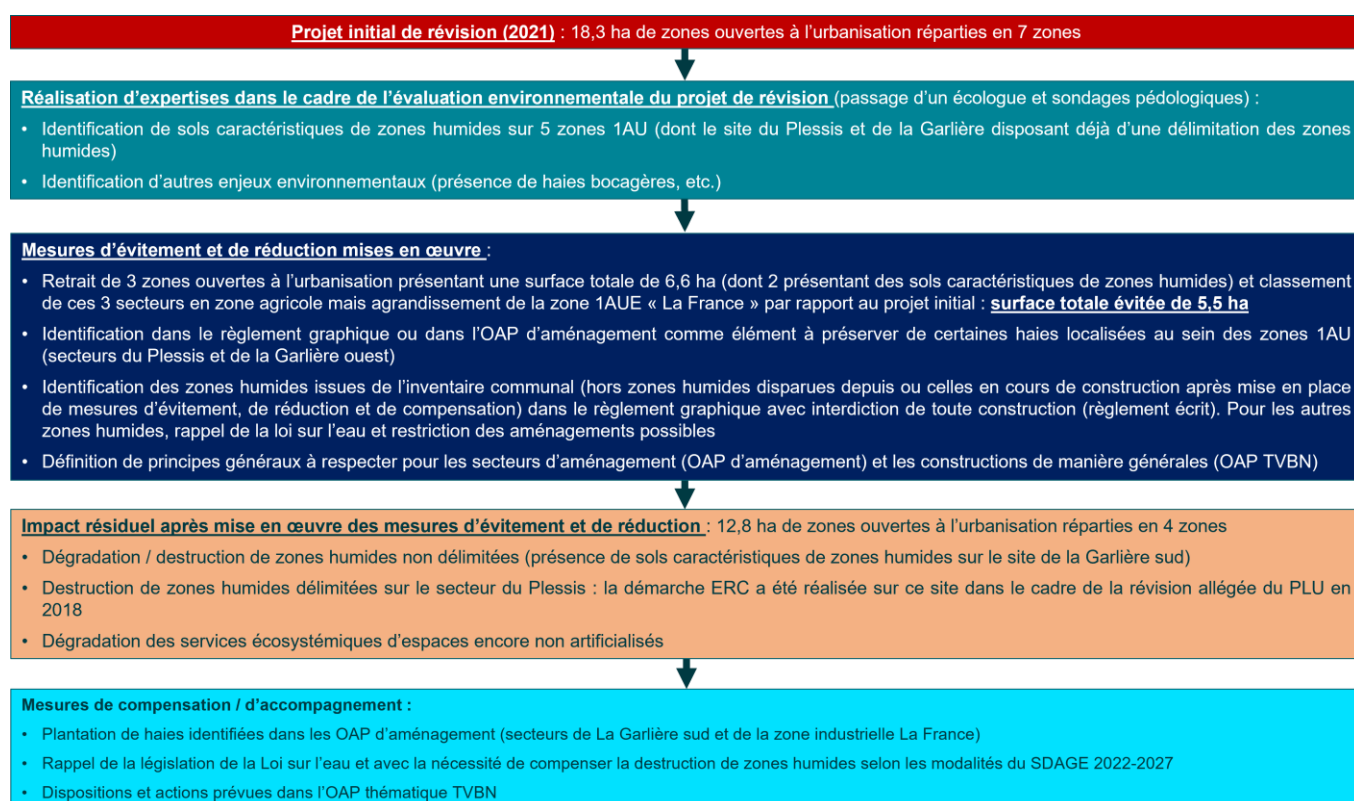 Projet initial de révision (2021) : 18,3 ha de zones ouvertes à l’urbanisation réparties en 7 zones
Réalisation d’expertises dans le cadre de l’évaluation environnementale du projet de révision (passage d’un écologue et sondages pédologiques) :
• Identification de sols caractéristiques de zones humides sur 5 zones 1AU (dont le site du Plessis et de la Garlière disposant déjà d’une délimitation des zones
humides)
• Identification d’autres enjeux environnementaux (présence de haies bocagères, etc.)
Mesures d’évitement et de réduction mises en œuvre :
• Retrait de 3 zones ouvertes à l’urbanisation présentant une surface totale de 6,6 ha (dont 2 présentant des sols caractéristiques de zones humides) et classement
de ces 3 secteurs en zone agricole mais agrandissement de la zone 1AUE « La France » par rapport au projet initial : surface totale évitée de 5,5 ha
• Identification dans le règlement graphique ou dans l’OAP d’aménagement comme élément à préserver de certaines haies localisées au sein des zones 1AU
(secteurs du Plessis et de la Garlière ouest)
• Identification des zones humides issues de l’inventaire communal (hors zones humides disparues depuis ou celles en cours de construction après mise en place
de mesures d’évitement, de réduction et de compensation) dans le règlement graphique avec interdiction de toute construction (règlement écrit). Pour les autres
zones humides, rappel de la loi sur l’eau et restriction des aménagements possibles
• Définition de principes généraux à respecter pour les secteurs d’aménagement (OAP d’aménagement) et les constructions de manière générales (OAP TVBN)
Impact résiduel après mise en œuvre des mesures d’évitement et de réduction : 12,8 ha de zones ouvertes à l’urbanisation réparties en 4 zones
• Dégradation / destruction de zones humides non délimitées (présence de sols caractéristiques de zones humides sur le site de la Garlière sud)
• Destruction de zones humides délimitées sur le secteur du Plessis : la démarche ERC a été réalisée sur ce site dans le cadre de la révision allégée du PLU en
2018
• Dégradation des services écosystémiques d’espaces encore non artificialisés
Mesures de compensation / d’accompagnement :
• Plantation de haies identifiées dans les OAP d’aménagement (secteurs de La Garlière sud et de la zone industrielle La France)
• Rappel de la législation de la Loi sur l’eau et avec la nécessité de compenser la destruction de zones humides selon les modalités du SDAGE 2022-2027
• Dispositions et actions prévues dans l’OAP thématique TVBN